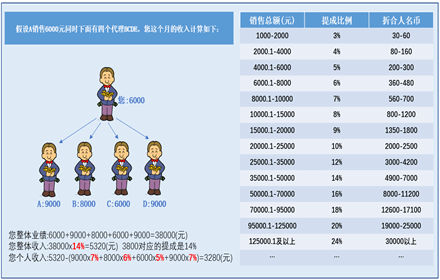 假设A销售6000元同时下面有四个代理BCDE，您这个月的收入计算如下：
您:6000
A:9000 B:8000 C:6000 D:9000
您整体业绩:6000+9000+8000+6000+9000=38000(元)
您整体收入:38000x14%=5320(元) 3800对应的提成是14%
您个人收入:5320-(9000x7%+8000x6%+6000x5%+9000x7%)=3280(元)
销售总额(元) 提成比例 折合人名币
1000-2000 3% 30-60
2000.1-4000 4% 80-160
4000.1-6000 5% 200-300
6000.1-8000 6% 360-480
8000.1-10000 7% 560-700
10000.1-15000 8% 800-1200
15000.1-20000 9% 1350-1800
20000.1-25000 10% 2000-2500
25000.1-35000 12% 3000-4200
35000.1-50000 14% 4900-7000
50000.1-70000 16% 8000-11200
70000.1-95000 18% 12600-17100
95000.1-125000 20% 19000-25000
125000.1及以上 24% 30000以上
... ... ...